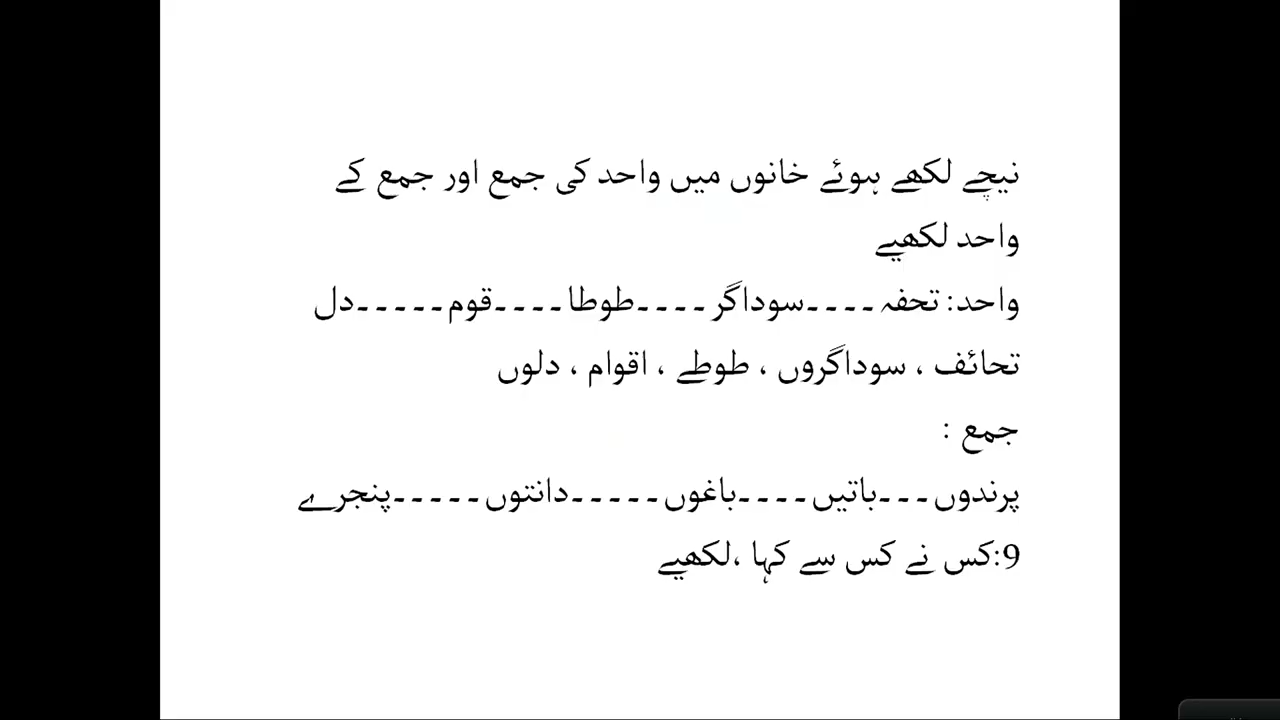 نیچے لکھے ہوئے خانوں میں واحد کی جمع اور جمع کے
واحد لکھیے
واحد: تحفہ۔۔۔۔سوداگر۔۔۔۔طوطا۔۔۔۔قوم۔۔۔۔۔دل
تحائف ، سوداگروں ، طوطے ، اقوام ، دلوں
جمع :
پرندوں۔۔۔باتیں۔۔۔۔باغوں۔۔۔۔۔دانتوں۔۔۔۔۔پنجرے
9:کس نے کس سے کہا ،لکھیے